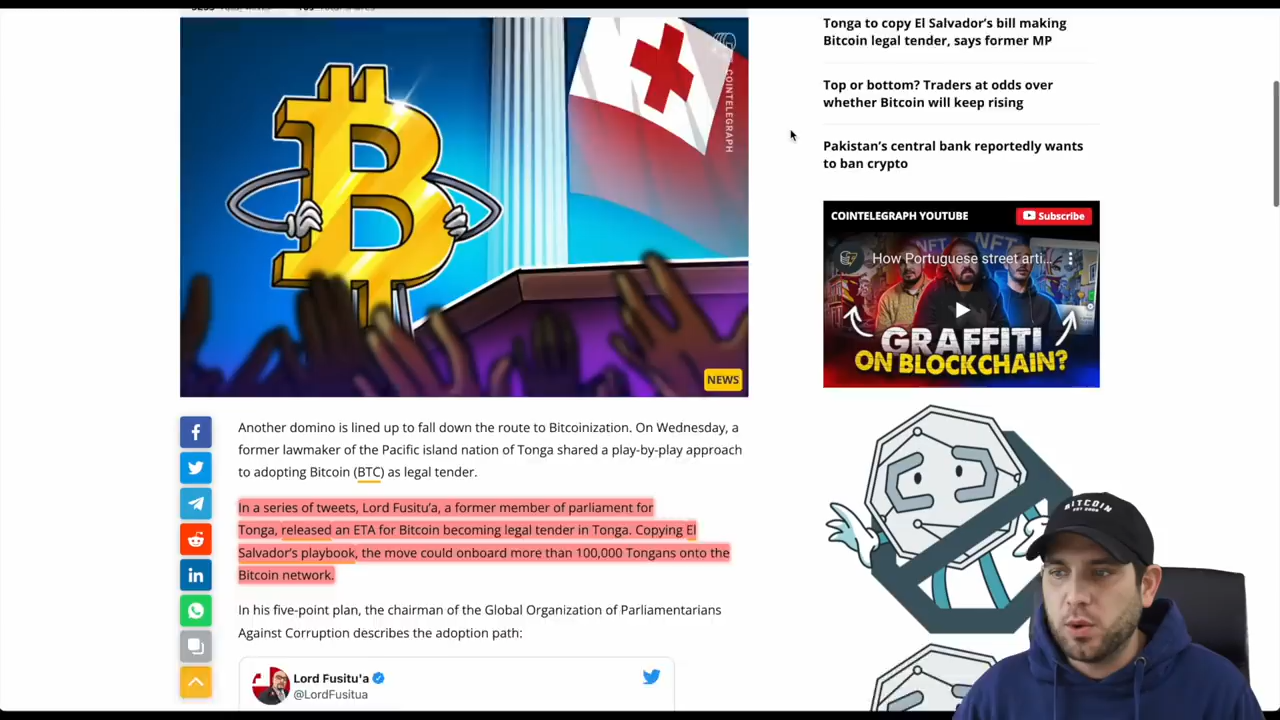 COINTELEGRAPH
NEWS
Another domino is lined up to fall down the route to Bitcoinization. On Wednesday, a
former lawmaker of the Pacific island nation of Tonga shared a play-by-play approach
to adopting Bitcoin (BTC) as legal tender.
In a series of tweets, Lord Fusitu'a, a former member of parliament for
Tonga, released an ETA for Bitcoin becoming legal tender in Tonga. Copying El
Salvador's playbook, the move could onboard more than 100,000 Tongans onto the
Bitcoin network.
In his five-point plan, the chairman of the Global Organization of Parliamentarians
Against Corruption describes the adoption path:
Lord Fusitu'a
@LordFusitua
Tonga to copy El Salvador's bill making
Bitcoin legal tender, says former MP
Top or bottom? Traders at odds over
whether Bitcoin will keep rising
Pakistan's central bank reportedly wants
to ban crypto
COINTELEGRAPH YOUTUBE
Subscribe
How Portuguese street arti...
NFT
NFT
GRAFFITI
ON BLOCKCHAIN?
BITCOIN